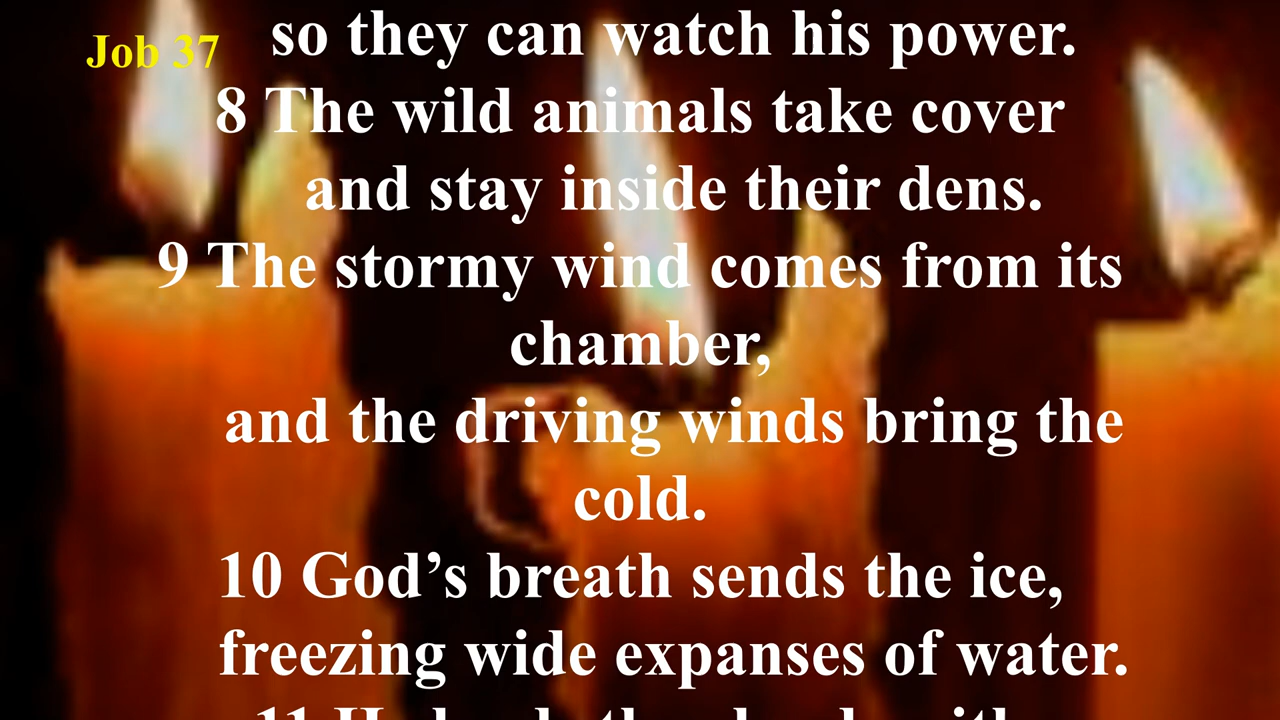 Job 37
so they can watch his power.
8 The wild animals take cover
and stay inside their dens.
9 The stormy wind comes from its
chamber,
and the driving winds bring the
cold.
10 God’s breath sends the ice,
freezing wide expanses of water.
11